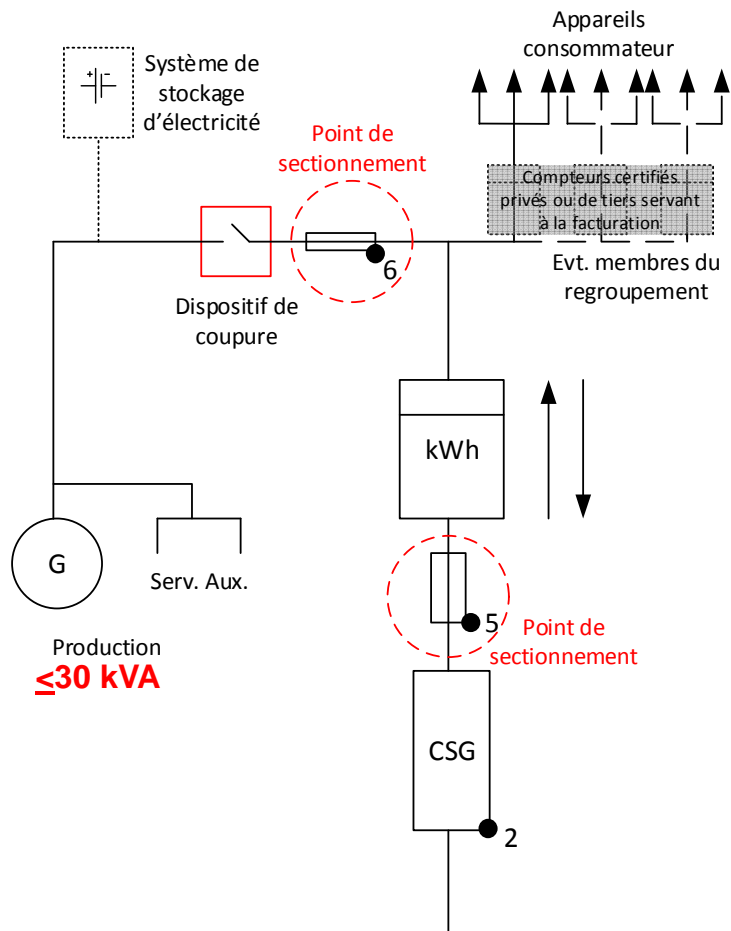 Appareils
consommateur
Système de
stockage
d'électricité
+ -
Point de
sectionnement
Compteurs certifiés
privés ou de tiers servant
à la facturation
6
Evt. membres du
regroupement
Dispositif de
coupure
kWh
G
Serv. Aux.
5
Point de
sectionnement
Production
≤30 kVA
CSG
2